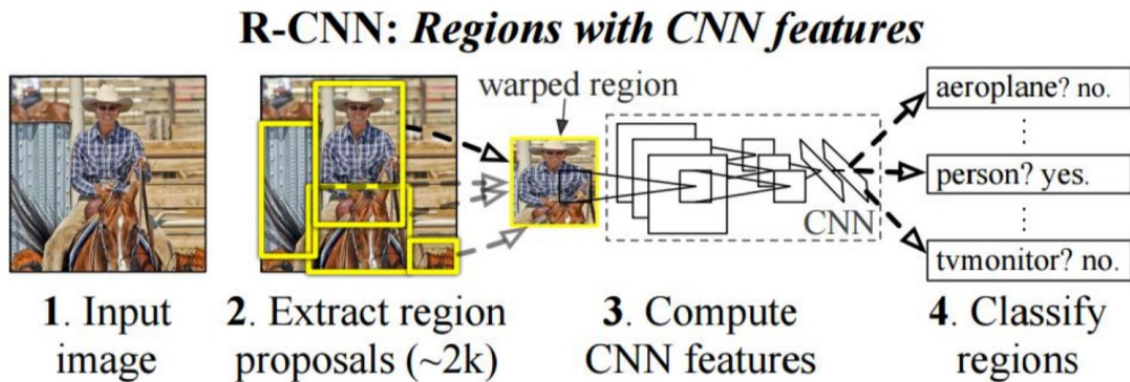 R-CNN: Regions with CNN features
warped region
aeroplane? no.
person? yes.
CNN
tvmonitor? no.
1. Input
image
2. Extract region
proposals (~2k)
3. Compute
CNN features
4. Classify
regions